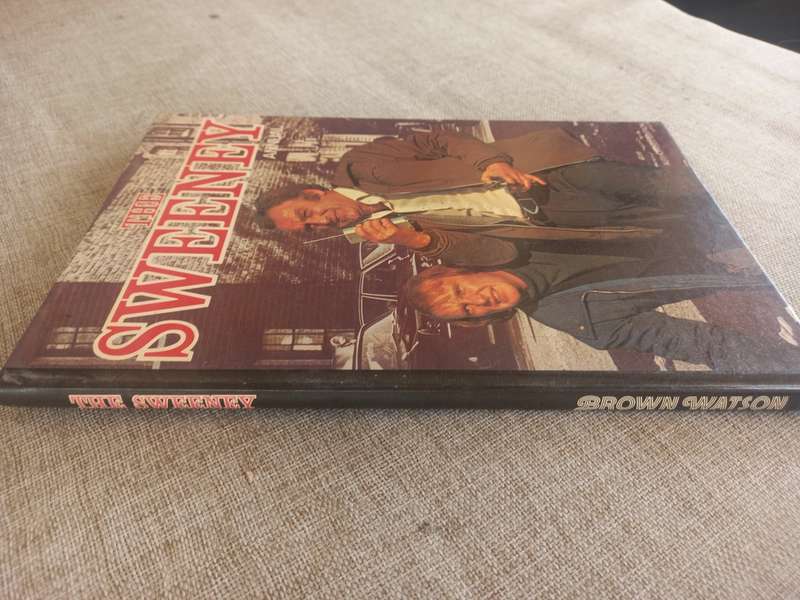 THE
SWEENEY
ANNUAL
THE SWEENEY
BROWN WATSON